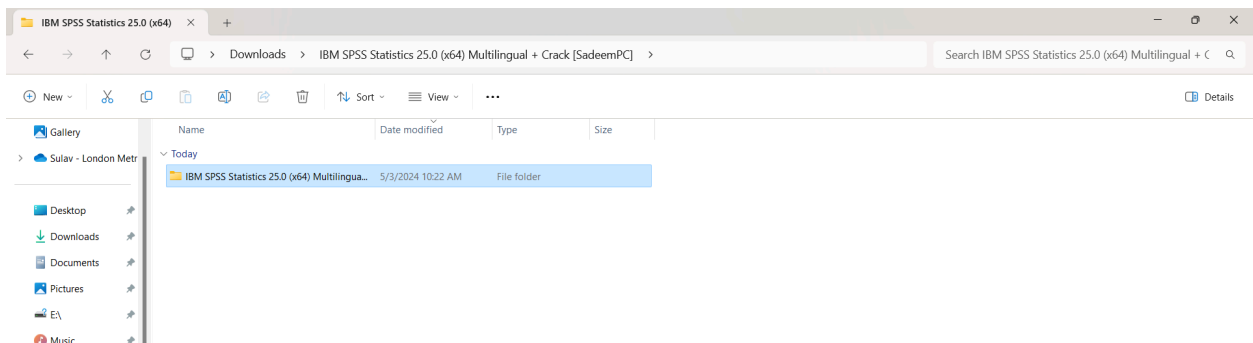 IBM SPSS Statistics 25.0 (x64)
Downloads > IBM SPSS Statistics 25.0 (x64) Multilingual + Crack [SadeemPC] >
Search IBM SPSS Statistics 25.0 (x64) Multilingual + C
New Sort View ... Details
Gallery
Sulav - London Metr
Desktop
Downloads
Documents
Pictures
E:\
Music
Name Date modified Type Size
Today
IBM SPSS Statistics 25.0 (x64) Multilingua... 5/3/2024 10:22 AM File folder